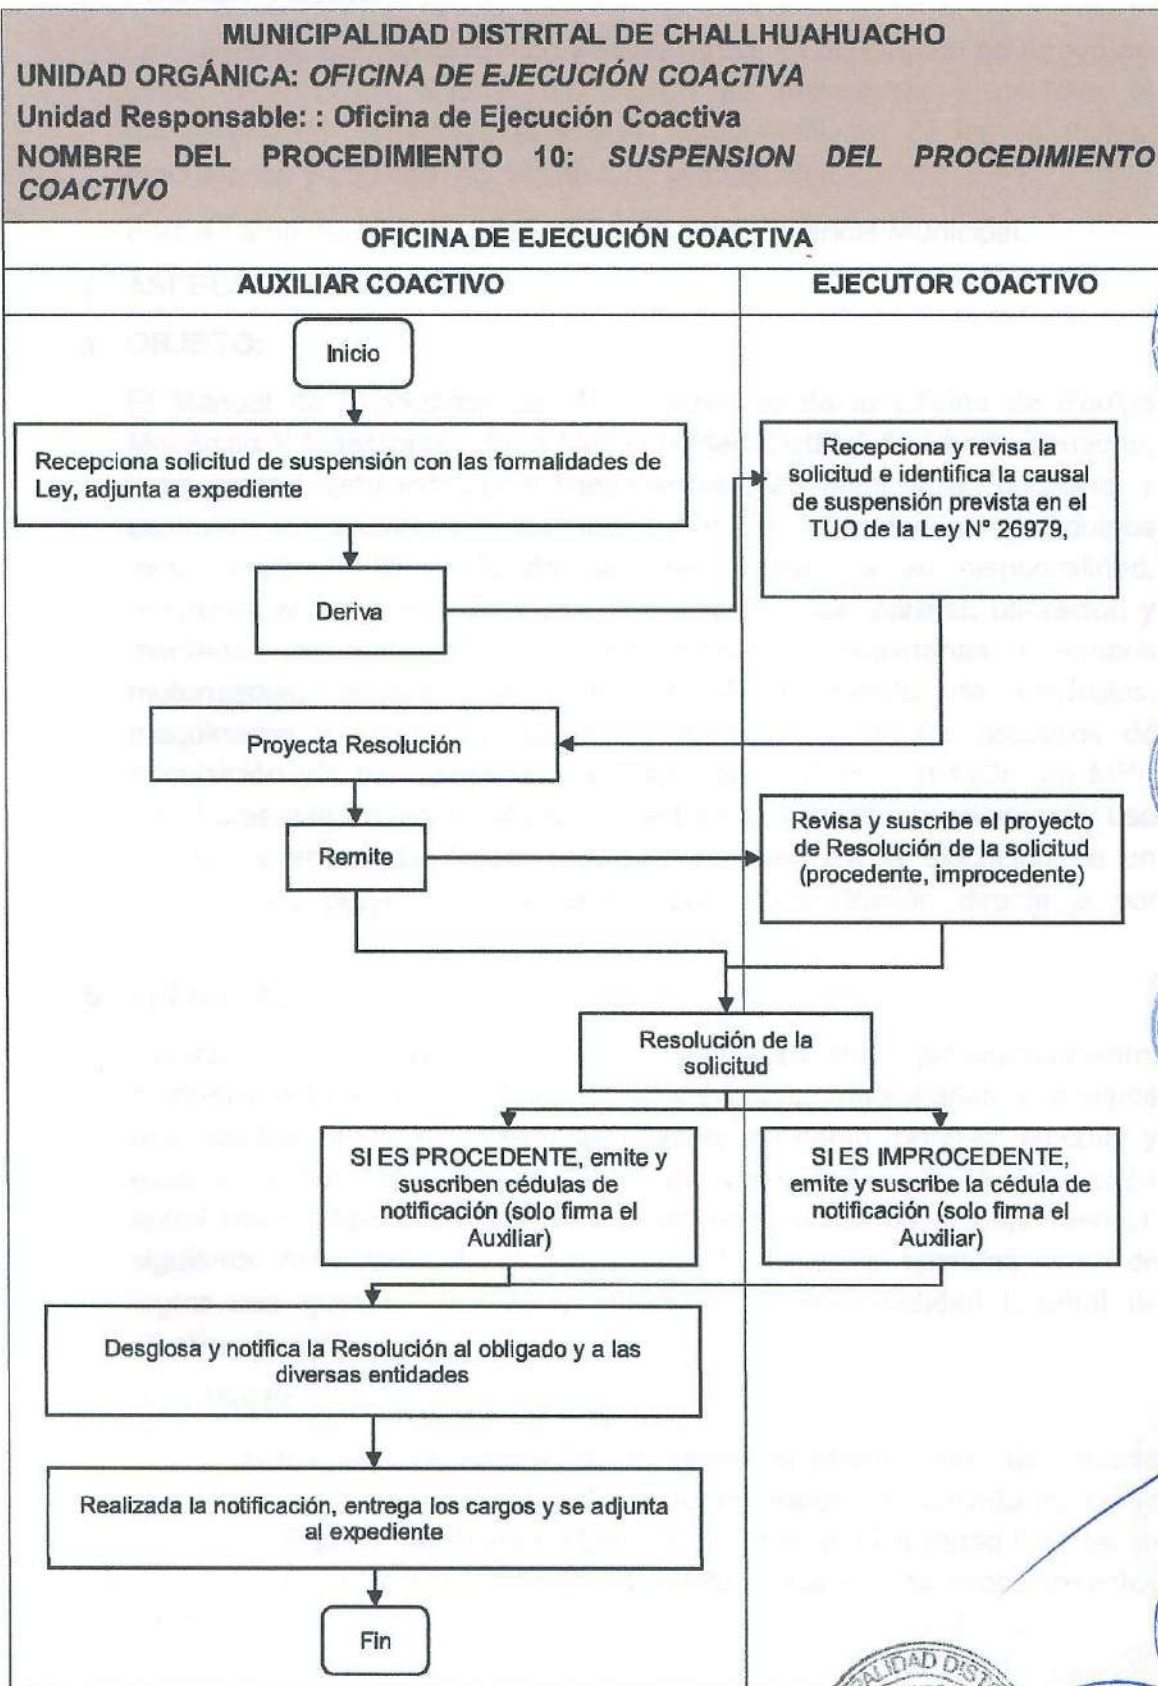 MUNICIPALIDAD DISTRITAL DE CHALLHUAHUACHO
UNIDAD ORGÁNICA: OFICINA DE EJECUCIÓN COACTIVA
Unidad Responsable: : Oficina de Ejecución Coactiva
NOMBRE DEL PROCEDIMIENTO 10: SUSPENSION DEL PROCEDIMIENTO
COACTIVO
OFICINA DE EJECUCIÓN COACTIVA
AUXILIAR COACTIVO
EJECUTOR COACTIVO
Inicio
Recepciona solicitud de suspensión con las formalidades de
Ley, adjunta a expediente
Recepciona y revisa la
solicitud e identifica la causal
de suspensión prevista en el
TUO de la Ley N° 26979,
Deriva
Proyecta Resolución
Remite
Revisa y suscribe el proyecto
de Resolución de la solicitud
(procedente, improcedente)
Resolución de la
solicitud
SI ES PROCEDENTE, emite y
suscriben cédulas de
notificación (solo firma el
Auxiliar)
SI ES IMPROCEDENTE,
emite y suscribe la cédula de
notificación (solo firma el
Auxiliar)
Desglosa y notifica la Resolución al obligado y a las
diversas entidades
Realizada la notificación, entrega los cargos y se adjunta
al expediente
Fin